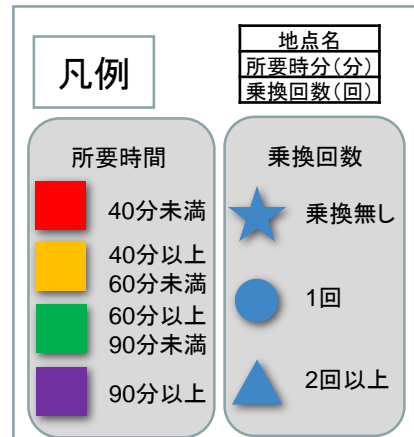 凡例
地点名
所要時分(分)
乗換回数(回)
所要時間
40分未満
40分以上
60分未満
60分以上
90分未満
90分以上
乗換回数
乗換無し
1回
2回以上